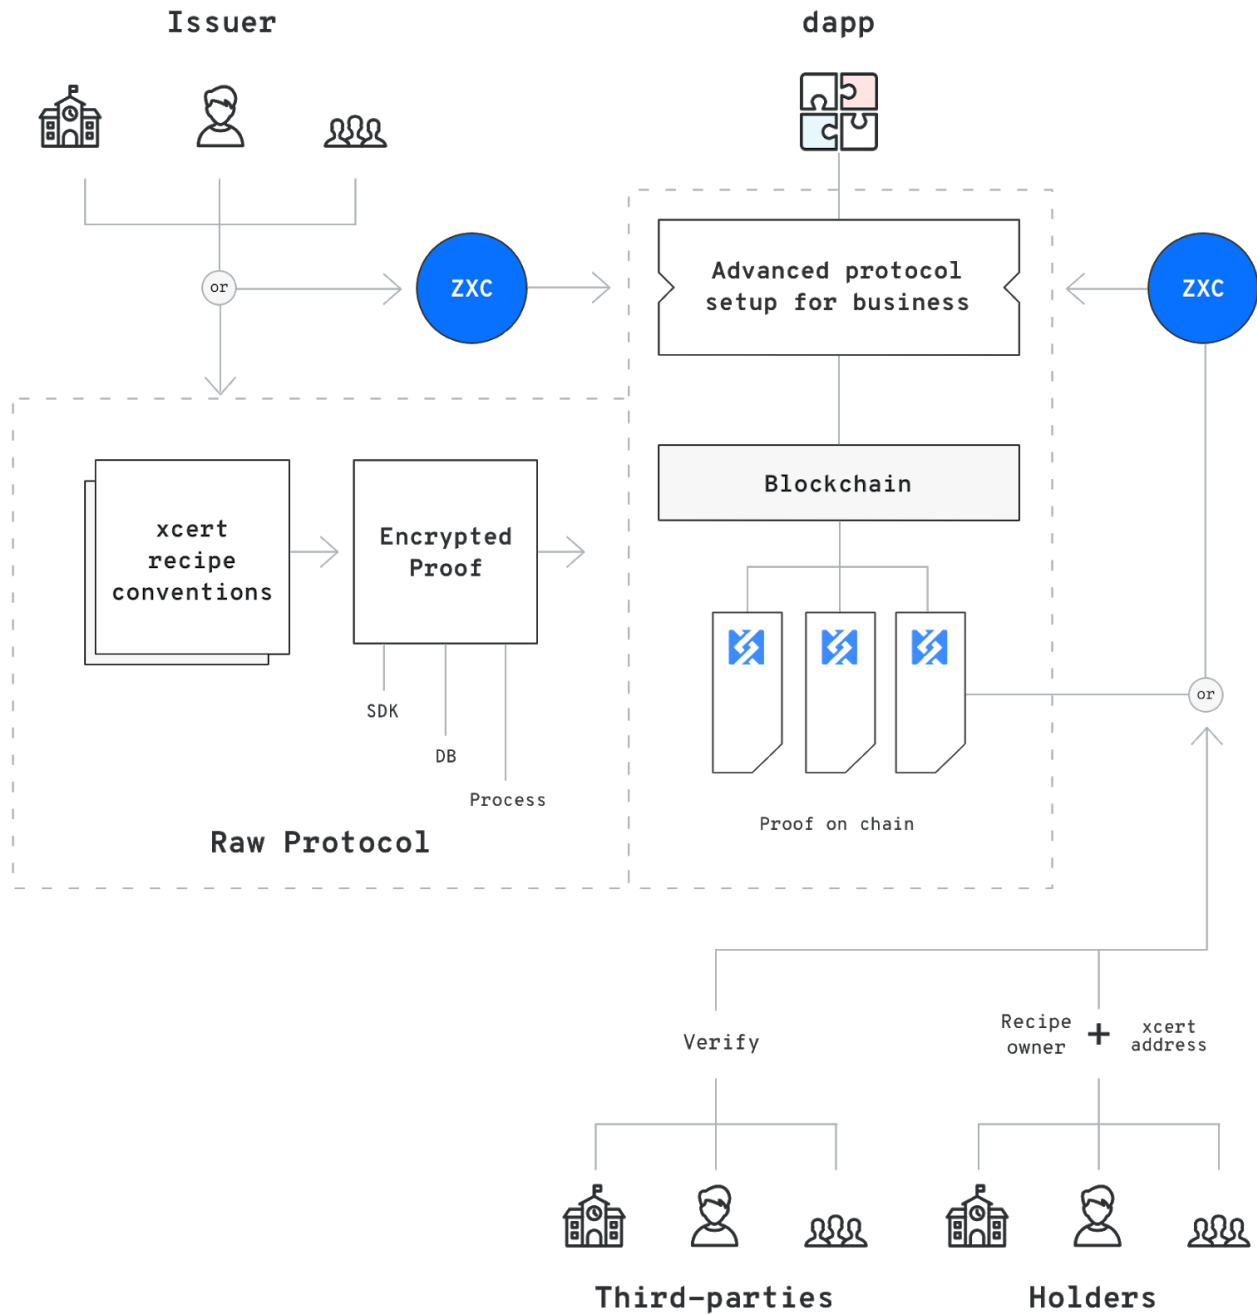 Issuer
dapp
or
ZXC
Advanced protocol
setup for business
ZXC
xcert
recipe
conventions
Encrypted
Proof
Blockchain
SDK
DB
Process
or
Proof on chain
Raw Protocol
Verify
Recipe
owner
+
xcert
address
Third-parties
Holders